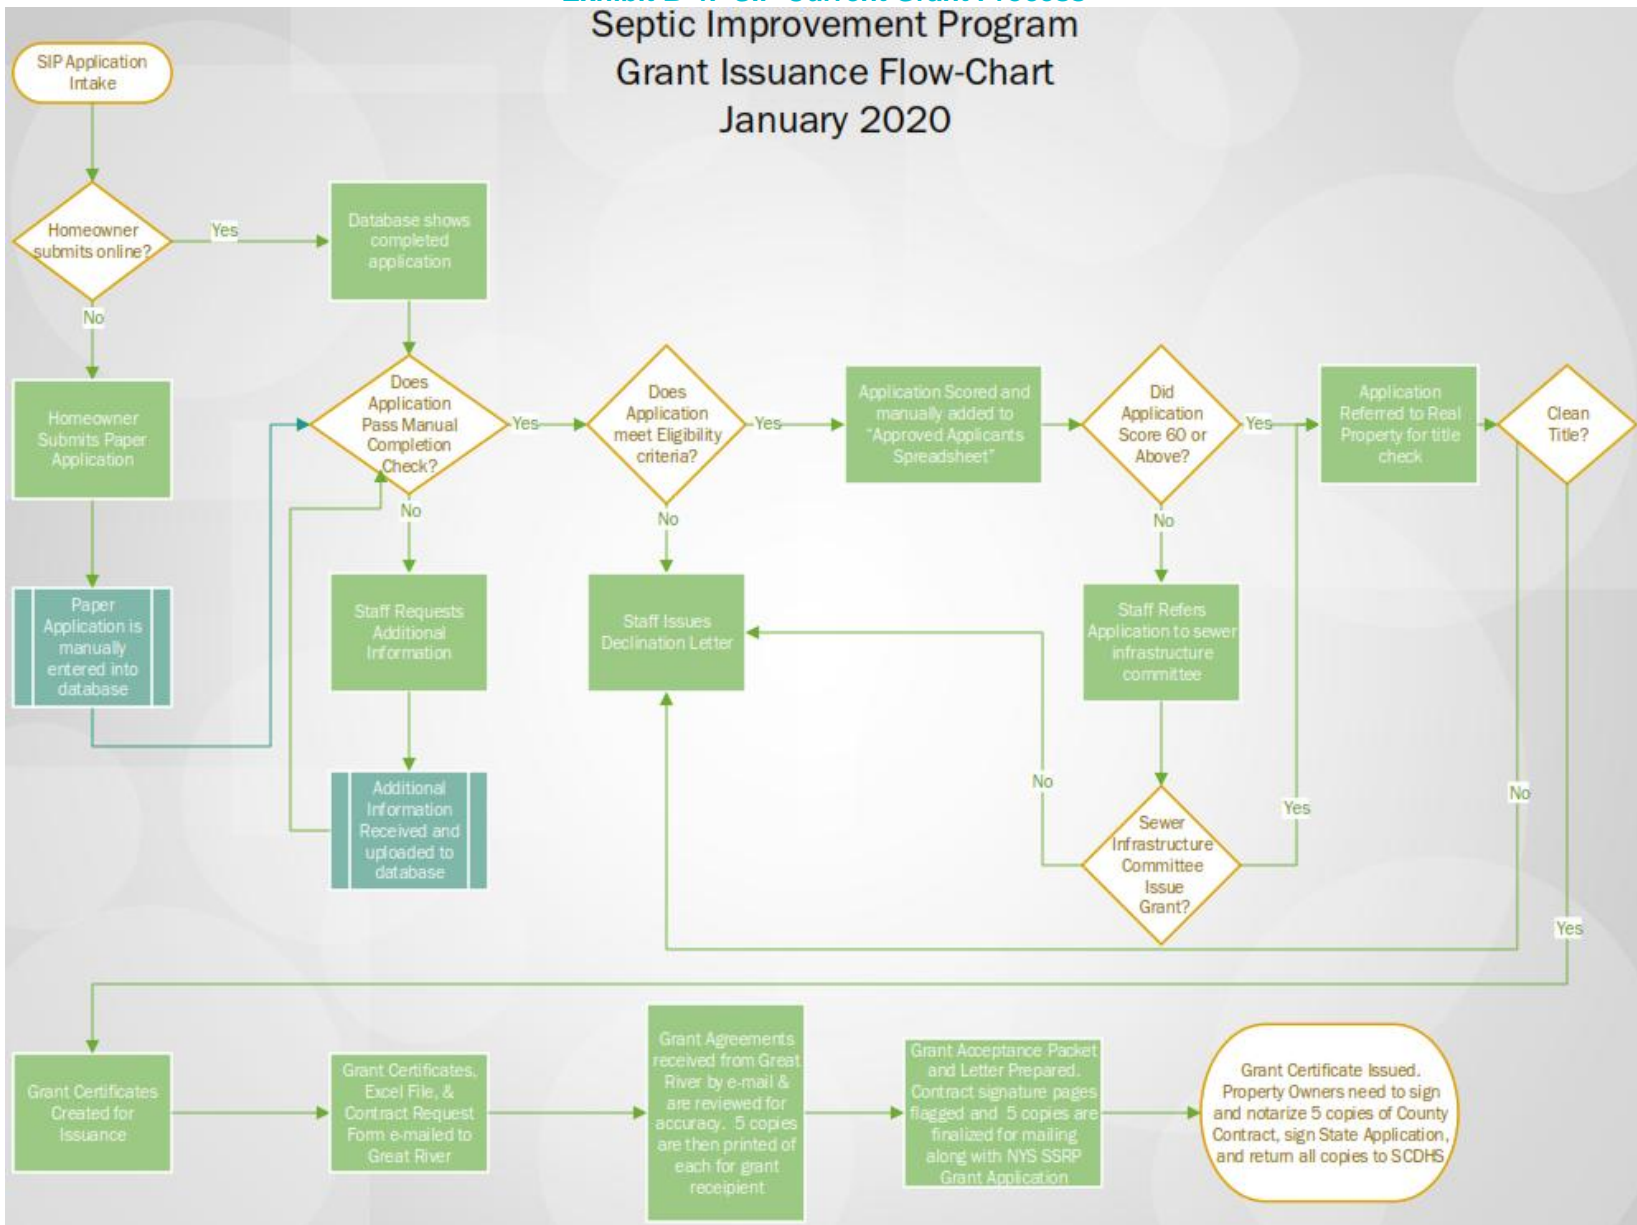 Septic Improvement Program
Grant Issuance Flow-Chart
January 2020
SIP Application
Intake
Homeowner
submits online?
Yes
Database shows
completed
application
No
Homeowner
Submits Paper
Application
Paper
Application is
manually
entered into
database
Does
Application
Pass Manual
Completion
Check?
Yes
No
Staff Requests
Additional
Information
Additional
Information
Received and
uploaded to
database
Does
Application
meet Eligibility
criteria?
Yes
No
Staff Issues
Declination Letter
Application Scored and
manually added to
"Approved Applicants
Spreadsheet"
Did
Application
Score 60 or
Above?
Yes
No
Staff Refers
Application to sewer
infrastructure
committee
Sewer
Infrastructure
Committee
Issue
Grant?
No
Yes
Application
Referred to Real
Property for title
check
Clean
Title?
No
Yes
Grant Certificates
Created for
Issuance
Grant Certificates,
Excel File, &
Contract Request
Form e-mailed to
Great River
Grant Agreements
received from Great
River by e-mail &
are reviewed for
accuracy. 5 copies
are then printed of
each for grant
receipient
Grant Acceptance Packet
and Letter Prepared.
Contract signature pages
flagged and 5 copies are
finalized for mailing
along with NYS SSRP
Grant Application
Grant Certificate Issued.
Property Owners need to sign
and notarize 5 copies of County
Contract, sign State Application,
and return all copies to SCDHS